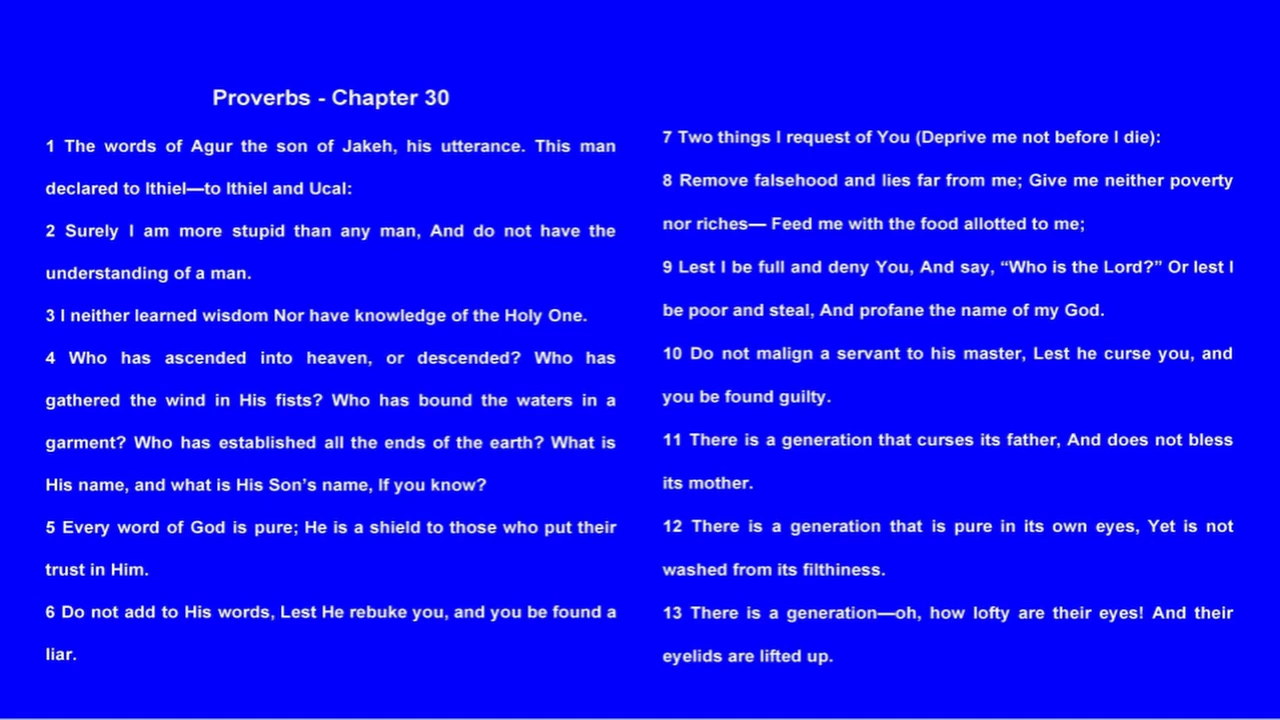 Proverbs - Chapter 30
1 The words of Agur the son of Jakeh, his utterance. This man
declared to Ithiel—to Ithiel and Ucal:
2 Surely I am more stupid than any man, And do not have the
understanding of a man.
3 I neither learned wisdom Nor have knowledge of the Holy One.
4 Who has ascended into heaven, or descended? Who has
gathered the wind in His fists? Who has bound the waters in a
garment? Who has established all the ends of the earth? What is
His name, and what is His Son’s name, If you know?
5 Every word of God is pure; He is a shield to those who put their
trust in Him.
6 Do not add to His words, Lest He rebuke you, and you be found a
liar.
7 Two things I request of You (Deprive me not before I die):
8 Remove falsehood and lies far from me; Give me neither poverty
nor riches— Feed me with the food allotted to me;
9 Lest I be full and deny You, And say, “Who is the Lord?” Or lest I
be poor and steal, And profane the name of my God.
10 Do not malign a servant to his master, Lest he curse you, and
you be found guilty.
11 There is a generation that curses its father, And does not bless
its mother.
12 There is a generation that is pure in its own eyes, Yet is not
washed from its filthiness.
13 There is a generation—oh, how lofty are their eyes! And their
eyelids are lifted up.